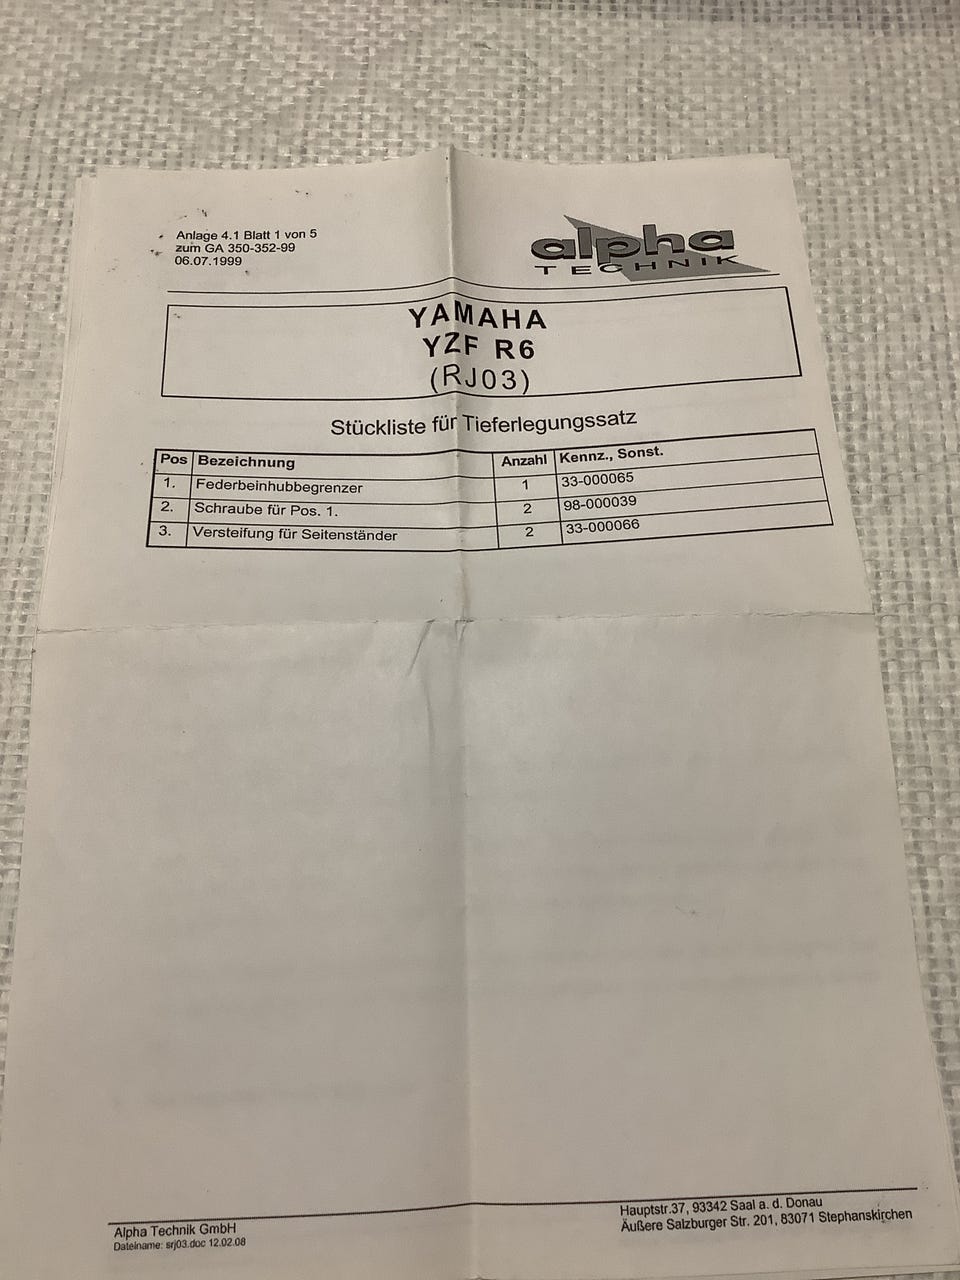 Anlage 4.1 Blatt 1 von 5
zum GA 350-352-99
06.07.1999
alpha
TECHNIK
YAMAHA
YZF R6
(RJ03)
Stückliste für Tieferlegungssatz
Pos Bezeichnung Anzahl Kennz., Sonst.
1. Federbeinhubbegrenzer 1 33-000065
2. Schraube für Pos. 1. 2 98-000039
3. Versteifung für Seitenständer 2 33-000066
Alpha Technik GmbH
Dateiname: srj03.doc 12.02.08
Hauptstr.37, 93342 Saal a. d. Donau
Äußere Salzburger Str. 201, 83071 Stephanskirchen